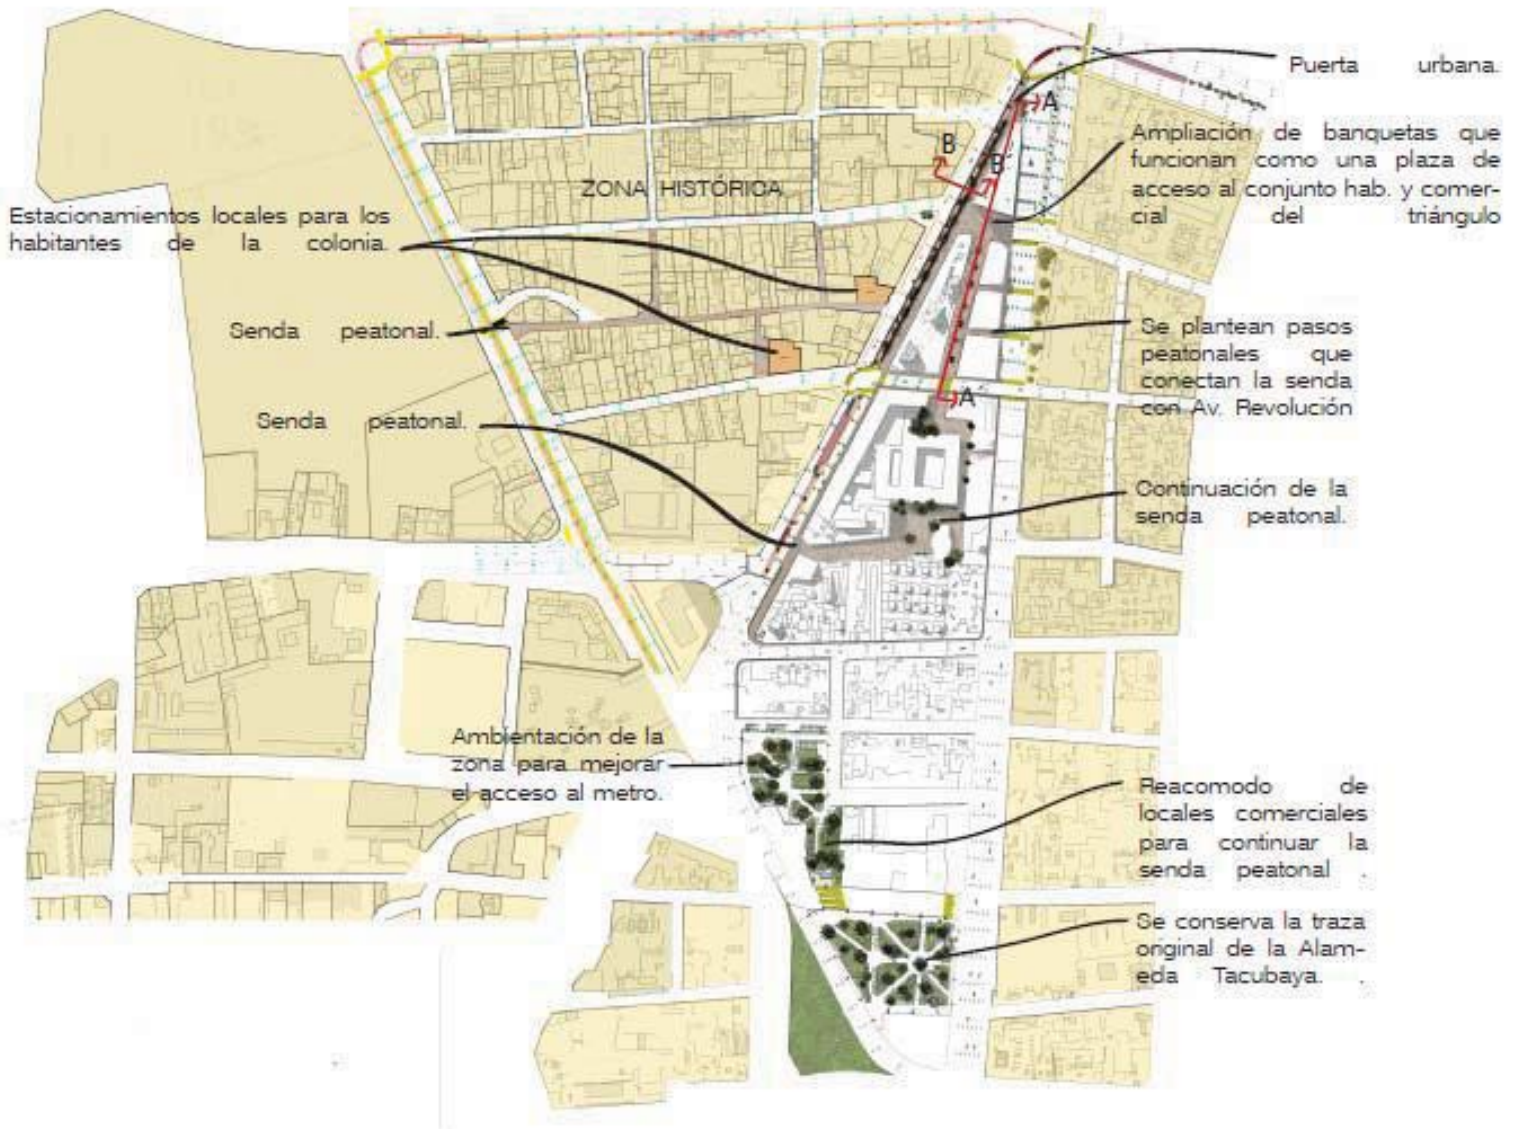 Puerta urbana.
A
Ampliación de banquetas que
funcionan como una plaza de
acceso al conjunto hab. y comer-
cial del triángulo
B
B'
ZONA HISTÓRICA
Estacionamientos locales para los
habitantes de la colonia.
Senda peatonal.
Se plantean pasos
peatonales que
conectan la senda
con Av. Revolución
A
Senda peatonal.
Continuación de la
senda peatonal.
Ambientación de la
zona para mejorar
el acceso al metro.
Reacomodo de
locales comerciales
para continuar la
senda peatonal .
Se conserva la traza
original de la Alam-
eda Tacubaya. .